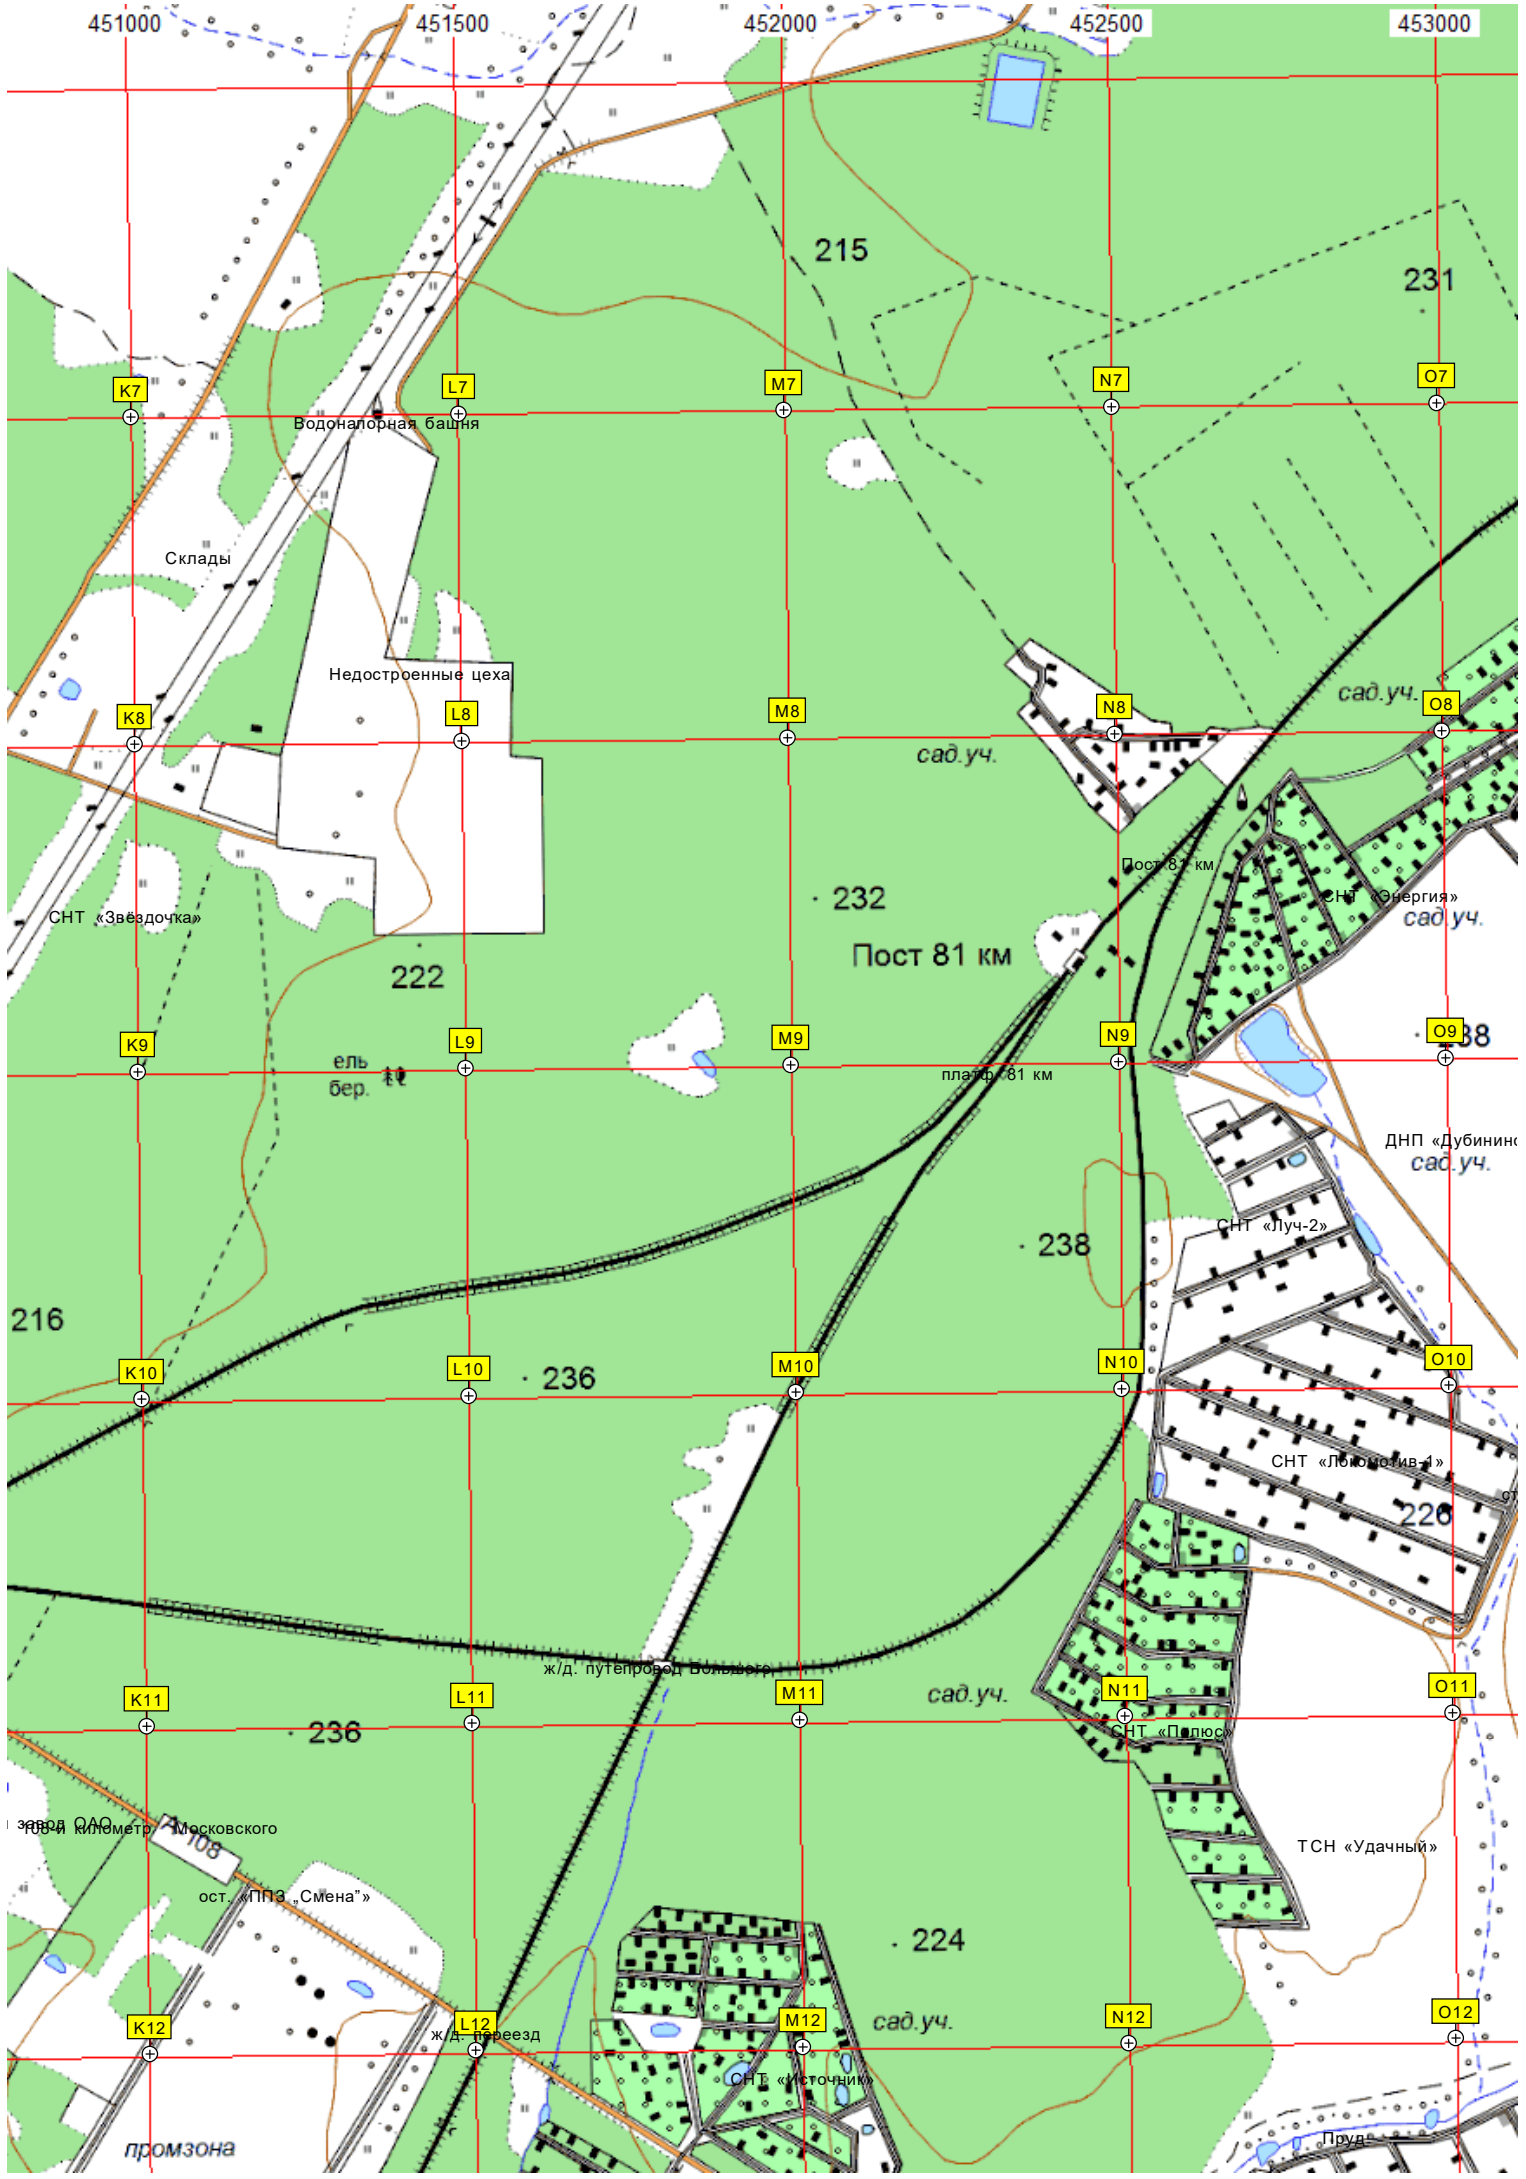 451000 451500 452000 452500 453000
215
231
K7 L7 M7 N7 O7
Водонапорная башня
Склады
Недостроенные цеха
сад.уч.
K8 L8 M8 N8 O8
сад.уч.
Пост 81 км
232
СНТ «Энергия»
СНТ «Звёздочка»
сад.уч.
Пост 81 км
222
K9 L9 M9 N9 O9
ель
бер.
платф. 81 км
ДНП «Дубинино
сад.уч.
СНТ «Луч-2»
238
216
K10 L10 M10 N10 O10
236
СНТ «Локомотив-1»
226
ж/д. путепровод Большого
сад.уч.
K11 L11 M11 N11 O11
236
СНТ «Полюс»
завод ОАО
108-й километр Московского
А-108
ТСН «Удачный»
ост. «ППЗ „Смена"»
224
сад.уч.
K12 L12 M12 N12 O12
ж/д. переезд
СНТ «Источник»
промзона
Пруд